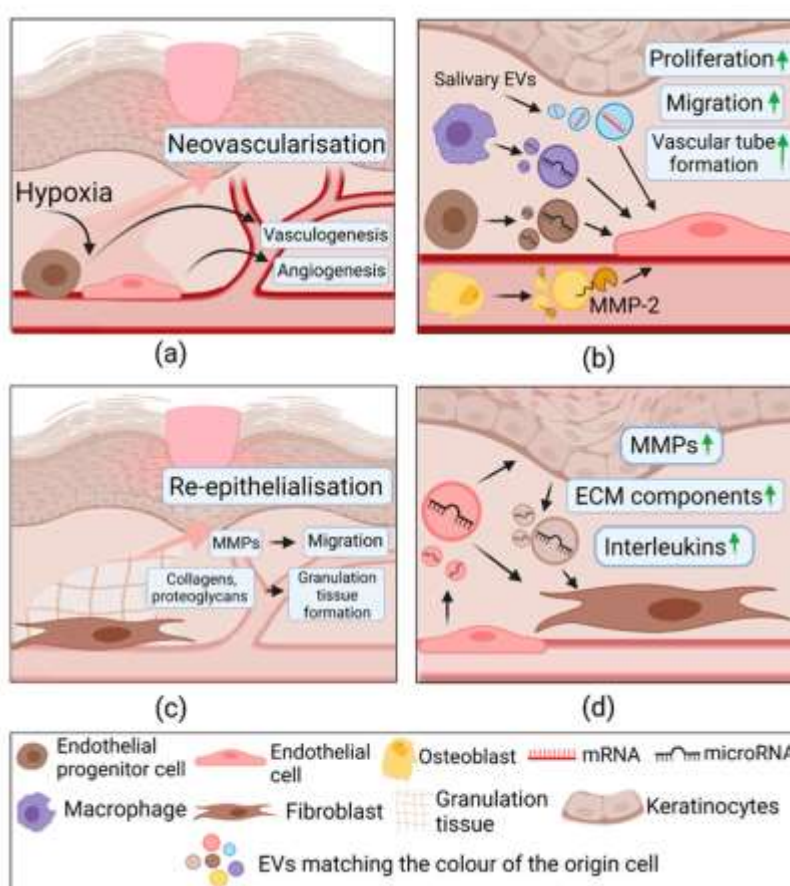 Neovascularisation
Hypoxia
Vasculogenesis
Angiogenesis
(a)
Salivary EVs
Proliferation
Migration
Vascular tube
formation
MMP-2
(b)
Re-epithelialisation
MMPs
Migration
Collagens,
proteoglycans
Granulation
tissue
formation
(c)
MMPs
ECM components
Interleukins
(d)
Endothelial
progenitor cell
Endothelial
cell
Osteoblast
mRNA
microRNA
Macrophage
Fibroblast
Granulation
tissue
Keratinocytes
EVs matching the colour of the origin cell